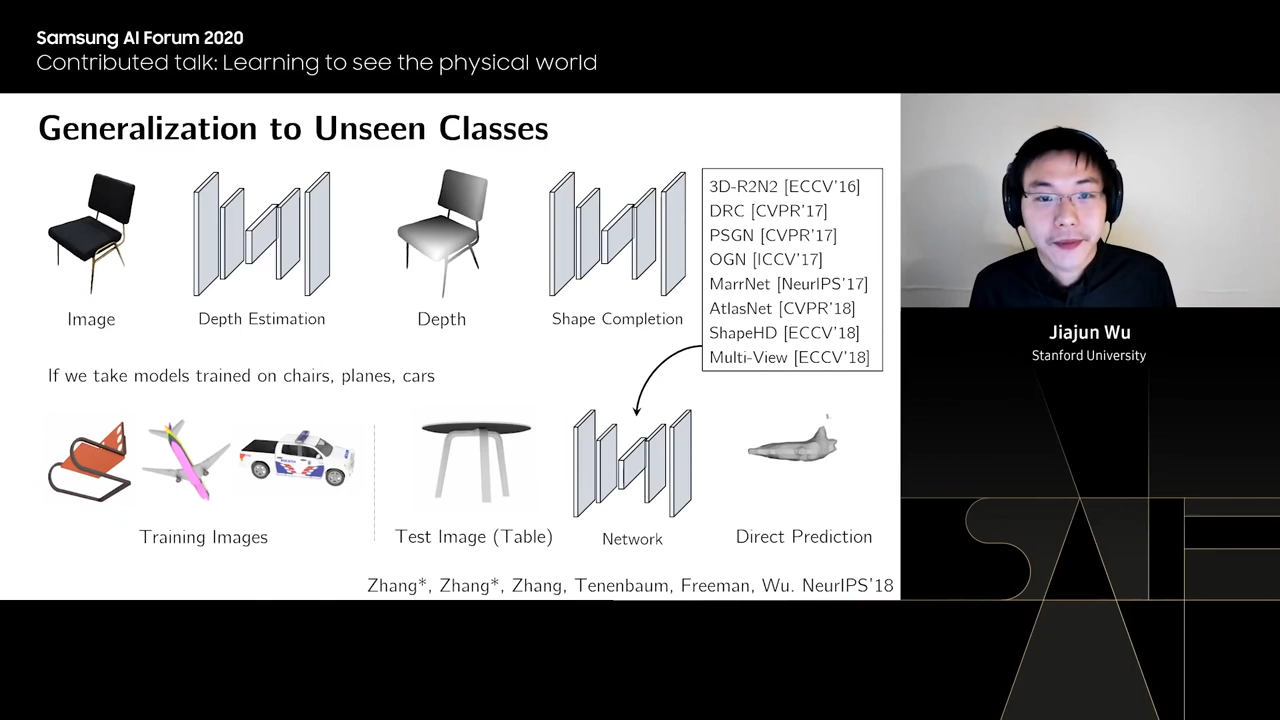 Samsung AI Forum 2020
Contributed talk: Learning to see the physical world
Generalization to Unseen Classes
3D-R2N2 [ECCV'16]
DRC [CVPR'17]
PSGN [CVPR'17]
OGN [ICCV'17]
MarrNet [NeurIPS'17]
AtlasNet [CVPR'18]
ShapeHD [ECCV'18]
Multi-View [ECCV'18]
Image
Depth Estimation
Depth
Shape Completion
If we take models trained on chairs, planes, cars
Training Images
Test Image (Table)
Network
Direct Prediction
Zhang*, Zhang*, Zhang, Tenenbaum, Freeman, Wu. NeurIPS'18
Jiajun Wu
Stanford University